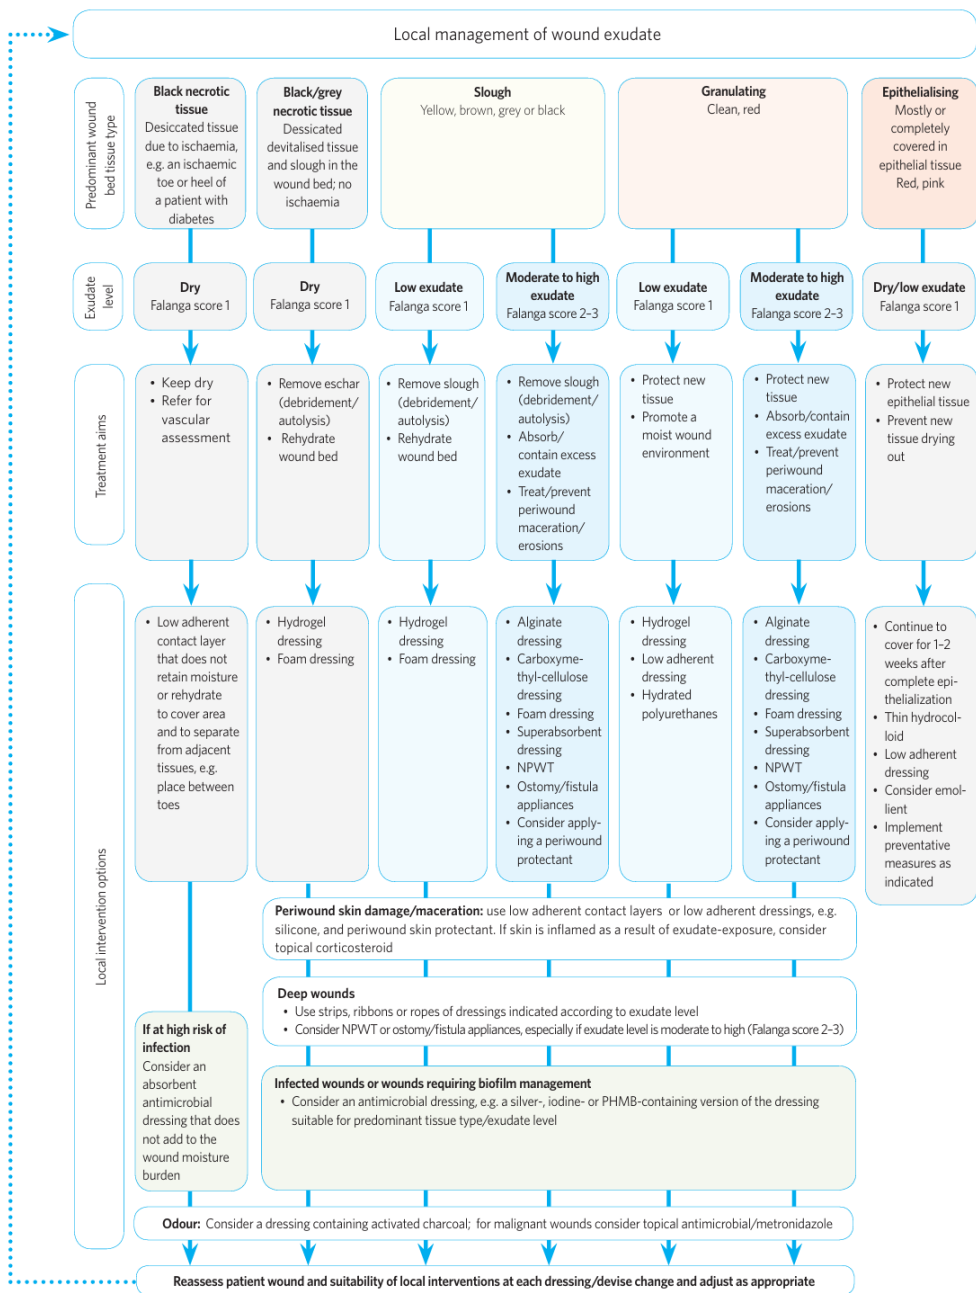 Local management of wound exudate
Predominant wound
bed tissue type
Black necrotic
tissue
Desiccated tissue
due to ischaemia,
e.g. an ischaemic
toe or heel of
a patient with
diabetes
Black/grey
necrotic tissue
Dessicated
devitalised tissue
and slough in the
wound bed; no
ischaemia
Slough
Yellow, brown, grey or black
Granulating
Clean, red
Epithelialising
Mostly or
completely
covered in
epithelial tissue
Red, pink
Exudate
level
Dry
Falanga score 1
Dry
Falanga score 1
Low exudate
Falanga score 1
Moderate to high
exudate
Falanga score 2–3
Low exudate
Falanga score 1
Moderate to high
exudate
Falanga score 2–3
Dry/low exudate
Falanga score 1
Treatment aims
• Keep dry
• Refer for
vascular
assessment
• Remove eschar
(debridement/
autolysis)
• Rehydrate
wound bed
• Remove slough
(debridement/
autolysis)
• Rehydrate
wound bed
• Remove slough
(debridement/
autolysis)
• Absorb/
contain excess
exudate
• Treat/prevent
periwound
maceration/
erosions
• Protect new
tissue
• Promote a
moist wound
environment
• Protect new
tissue
• Absorb/contain
excess exudate
• Treat/prevent
periwound
maceration/
erosions
• Protect new
epithelial tissue
• Prevent new
tissue drying
out
Local intervention options
• Low adherent
contact layer
that does not
retain moisture
or rehydrate
to cover area
and to separate
from adjacent
tissues, e.g.
place between
toes
• Hydrogel
dressing
• Foam dressing
• Hydrogel
dressing
• Foam dressing
• Alginate
dressing
• Carboxyme-
thyl-cellulose
dressing
• Foam dressing
• Superabsorbent
dressing
• NPWT
• Ostomy/fistula
appliances
• Consider apply-
ing a periwound
protectant
• Hydrogel
dressing
• Low adherent
dressing
• Hydrated
polyurethanes
• Alginate
dressing
• Carboxyme-
thyl-cellulose
dressing
• Foam dressing
• Superabsorbent
dressing
• NPWT
• Ostomy/fistula
appliances
• Consider apply-
ing a periwound
protectant
• Continue to
cover for 1–2
weeks after
complete epi-
thelialization
• Thin hydrocol-
loid
• Low adherent
dressing
• Consider emol-
lient
• Implement
preventative
measures as
indicated
Periwound skin damage/maceration: use low adherent contact layers or low adherent dressings, e.g.
silicone, and periwound skin protectant. If skin is inflamed as a result of exudate-exposure, consider
topical corticosteroid
Deep wounds
• Use strips, ribbons or ropes of dressings indicated according to exudate level
• Consider NPWT or ostomy/fistula appliances, especially if exudate level is moderate to high (Falanga score 2–3)
If at high risk of
infection
Consider an
absorbent
antimicrobial
dressing that does
not add to the
wound moisture
burden
Infected wounds or wounds requiring biofilm management
• Consider an antimicrobial dressing, e.g. a silver-, iodine- or PHMB-containing version of the dressing
suitable for predominant tissue type/exudate level
Odour: Consider a dressing containing activated charcoal; for malignant wounds consider topical antimicrobial/metronidazole
Reassess patient wound and suitability of local interventions at each dressing/devise change and adjust as appropriate